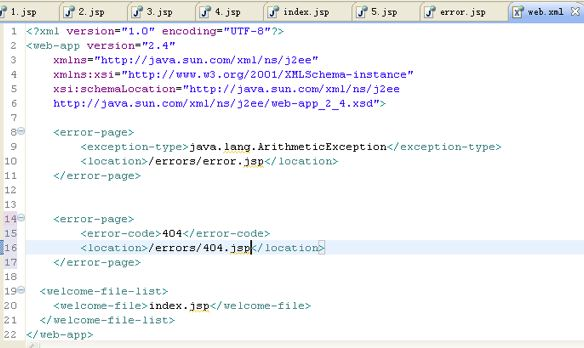 1.jsp 2.jsp 3.jsp 4.jsp index.jsp 5.jsp error.jsp web.xml
1 <?xml version="1.0" encoding="UTF-8"?>
2 <web-app version="2.4"
3 xmlns="http://java.sun.com/xml/ns/j2ee"
4 xmlns:xsi="http://www.w3.org/2001/XMLSchema-instance"
5 xsi:schemaLocation="http://java.sun.com/xml/ns/j2ee
6 http://java.sun.com/xml/ns/j2ee/web-app_2_4.xsd">
7
8 <error-page>
9 <exception-type>java.lang.ArithmeticException</exception-type>
10 <location>/errors/error.jsp</location>
11 </error-page>
12
13
14 <error-page>
15 <error-code>404</error-code>
16 <location>/errors/404.jsp</location>
17 </error-page>
18
19 <welcome-file-list>
20 <welcome-file>index.jsp</welcome-file>
21 </welcome-file-list>
22 </web-app>